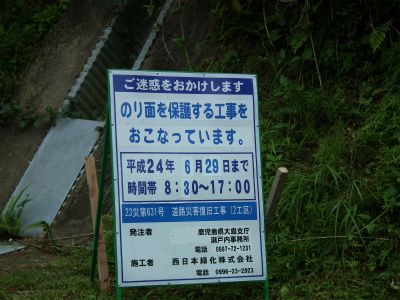 ご迷惑をおかけします
のり面を保護する工事を
おこなっています。
平成24年 6月29日まで
時間帯 8:30～17:00
23災第631号 道路災害復旧工事(2工区)
発注者 鹿児島県大島支庁
瀬戸内事務所
電話 0997-72-1201
施工者 西日本緑化株式会社
電話 0996-23-2923